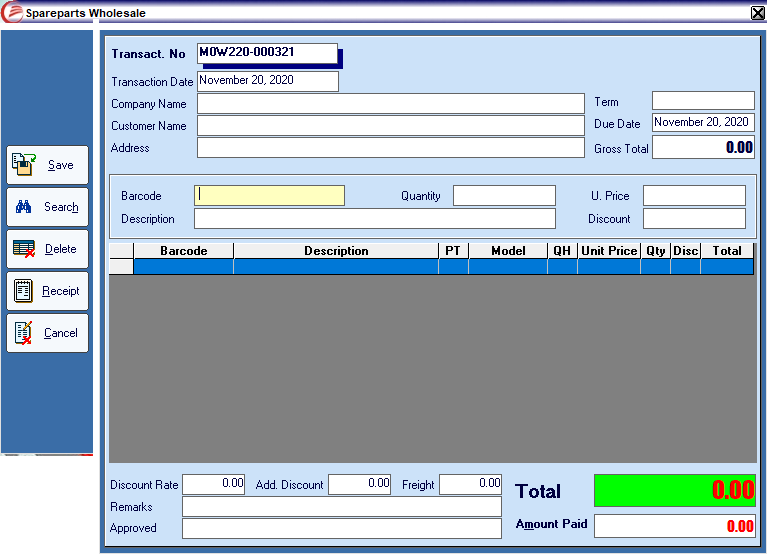 Spareparts Wholesale
Save
Search
Delete
Receipt
Cancel
Transact. No M0W220-000321
Transaction Date November 20, 2020
Company Name Term
Customer Name Due Date November 20, 2020
Address Gross Total 0.00
Barcode Quantity U. Price
Description Discount
Barcode Description PT Model QH Unit Price Qty Disc Total
Discount Rate 0.00 Add. Discount 0.00 Freight 0.00 Total 0.00
Remarks
Approved Amount Paid 0.00